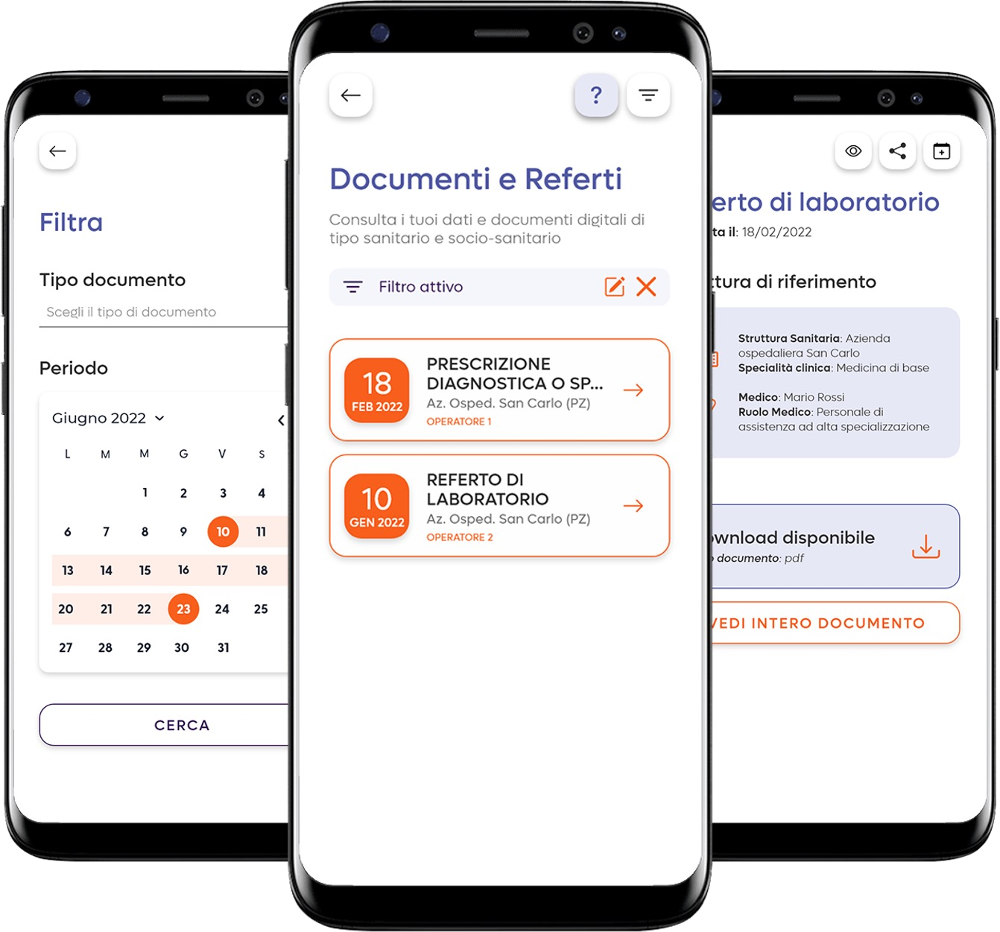 Filtra
Tipo documento
Scegli il tipo di documento
Periodo
Giugno 2022
L M M G V S
1 2 3 4
6 7 8 9 10 11
13 14 15 16 17 18
20 21 22 23 24 25
27 28 29 30 31
CERCA
?
Documenti e Referti
Consulta i tuoi dati e documenti digitali di
tipo sanitario e socio-sanitario
Filtro attivo
18
FEB 2022
PRESCRIZIONE
DIAGNOSTICA O SP...
Az. Osped. San Carlo (PZ)
OPERATORE 1
10
GEN 2022
REFERTO DI
LABORATORIO
Az. Osped. San Carlo (PZ)
OPERATORE 2
erto di laboratorio
ta il: 18/02/2022
tura di riferimento
Struttura Sanitaria: Azienda
ospedaliera San Carlo
Specialità clinica: Medicina di base
Medico: Mario Rossi
Ruolo Medico: Personale di
assistenza ad alta specializzazione
ownload disponibile
o documento: pdf
VEDI INTERO DOCUMENTO